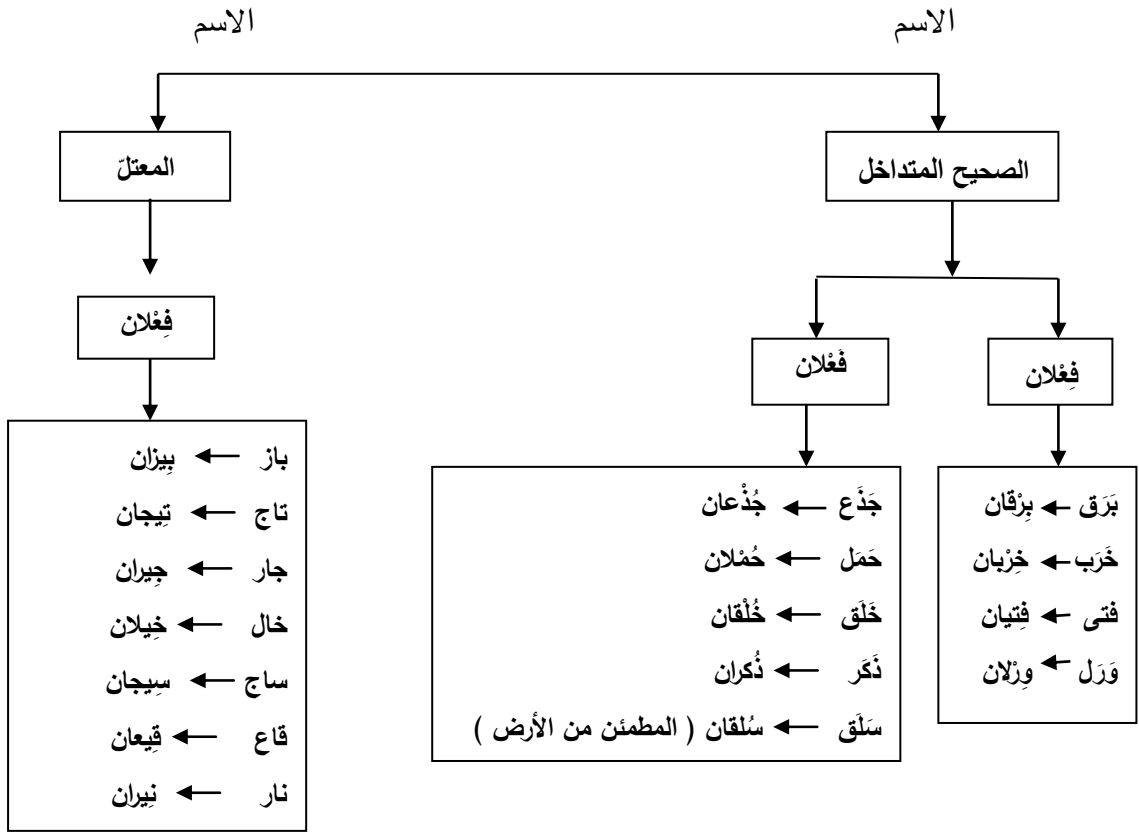 الاسم
الاسم
الصحيح المتداخل
المعتلّ
فِعْلان
فَعْلان
فِعْلان
بَرَق ← بِرْقان
خَرَب ← خِرْبان
فتى ← فِتيان
وَرَل ← وِرْلان
جَذَع ← جُذْعان
حَمَل ← حُمْلان
خَلَق ← خُلْقان
ذَكَر ← ذُكران
سَلَق ← سُلقان ( المطمئن من الأرض )
باز ← بِيزان
تاج ← تِيجان
جار ← جِيران
خال ← خِيلان
ساج ← سِيجان
قاع ← قِيعان
نار ← نِيران